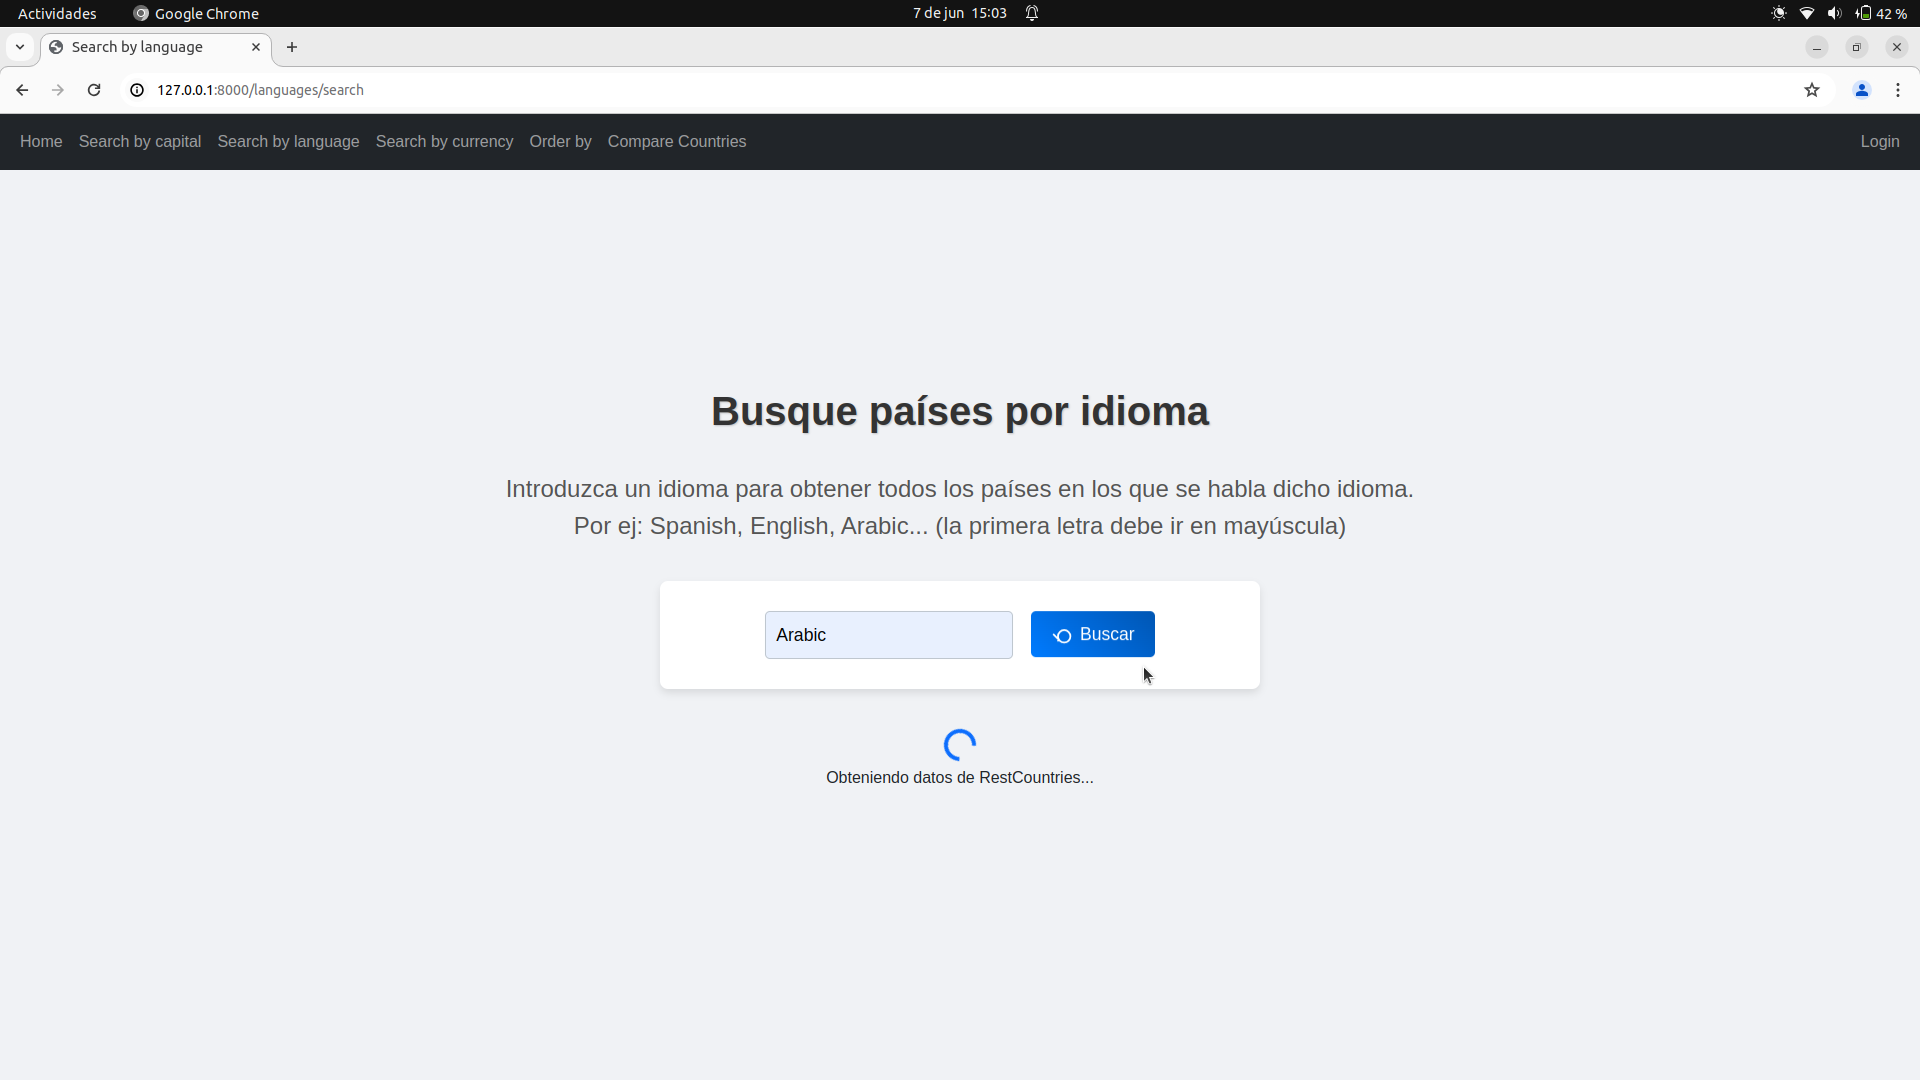 Actividades Google Chrome 7 de jun 15:03 42 %
Search by language
127.0.0.1:8000/languages/search
Home Search by capital Search by language Search by currency Order by Compare Countries Login
Busque países por idioma
Introduzca un idioma para obtener todos los países en los que se habla dicho idioma.
Por ej: Spanish, English, Arabic... (la primera letra debe ir en mayúscula)
Arabic Buscar
Obteniendo datos de RestCountries...